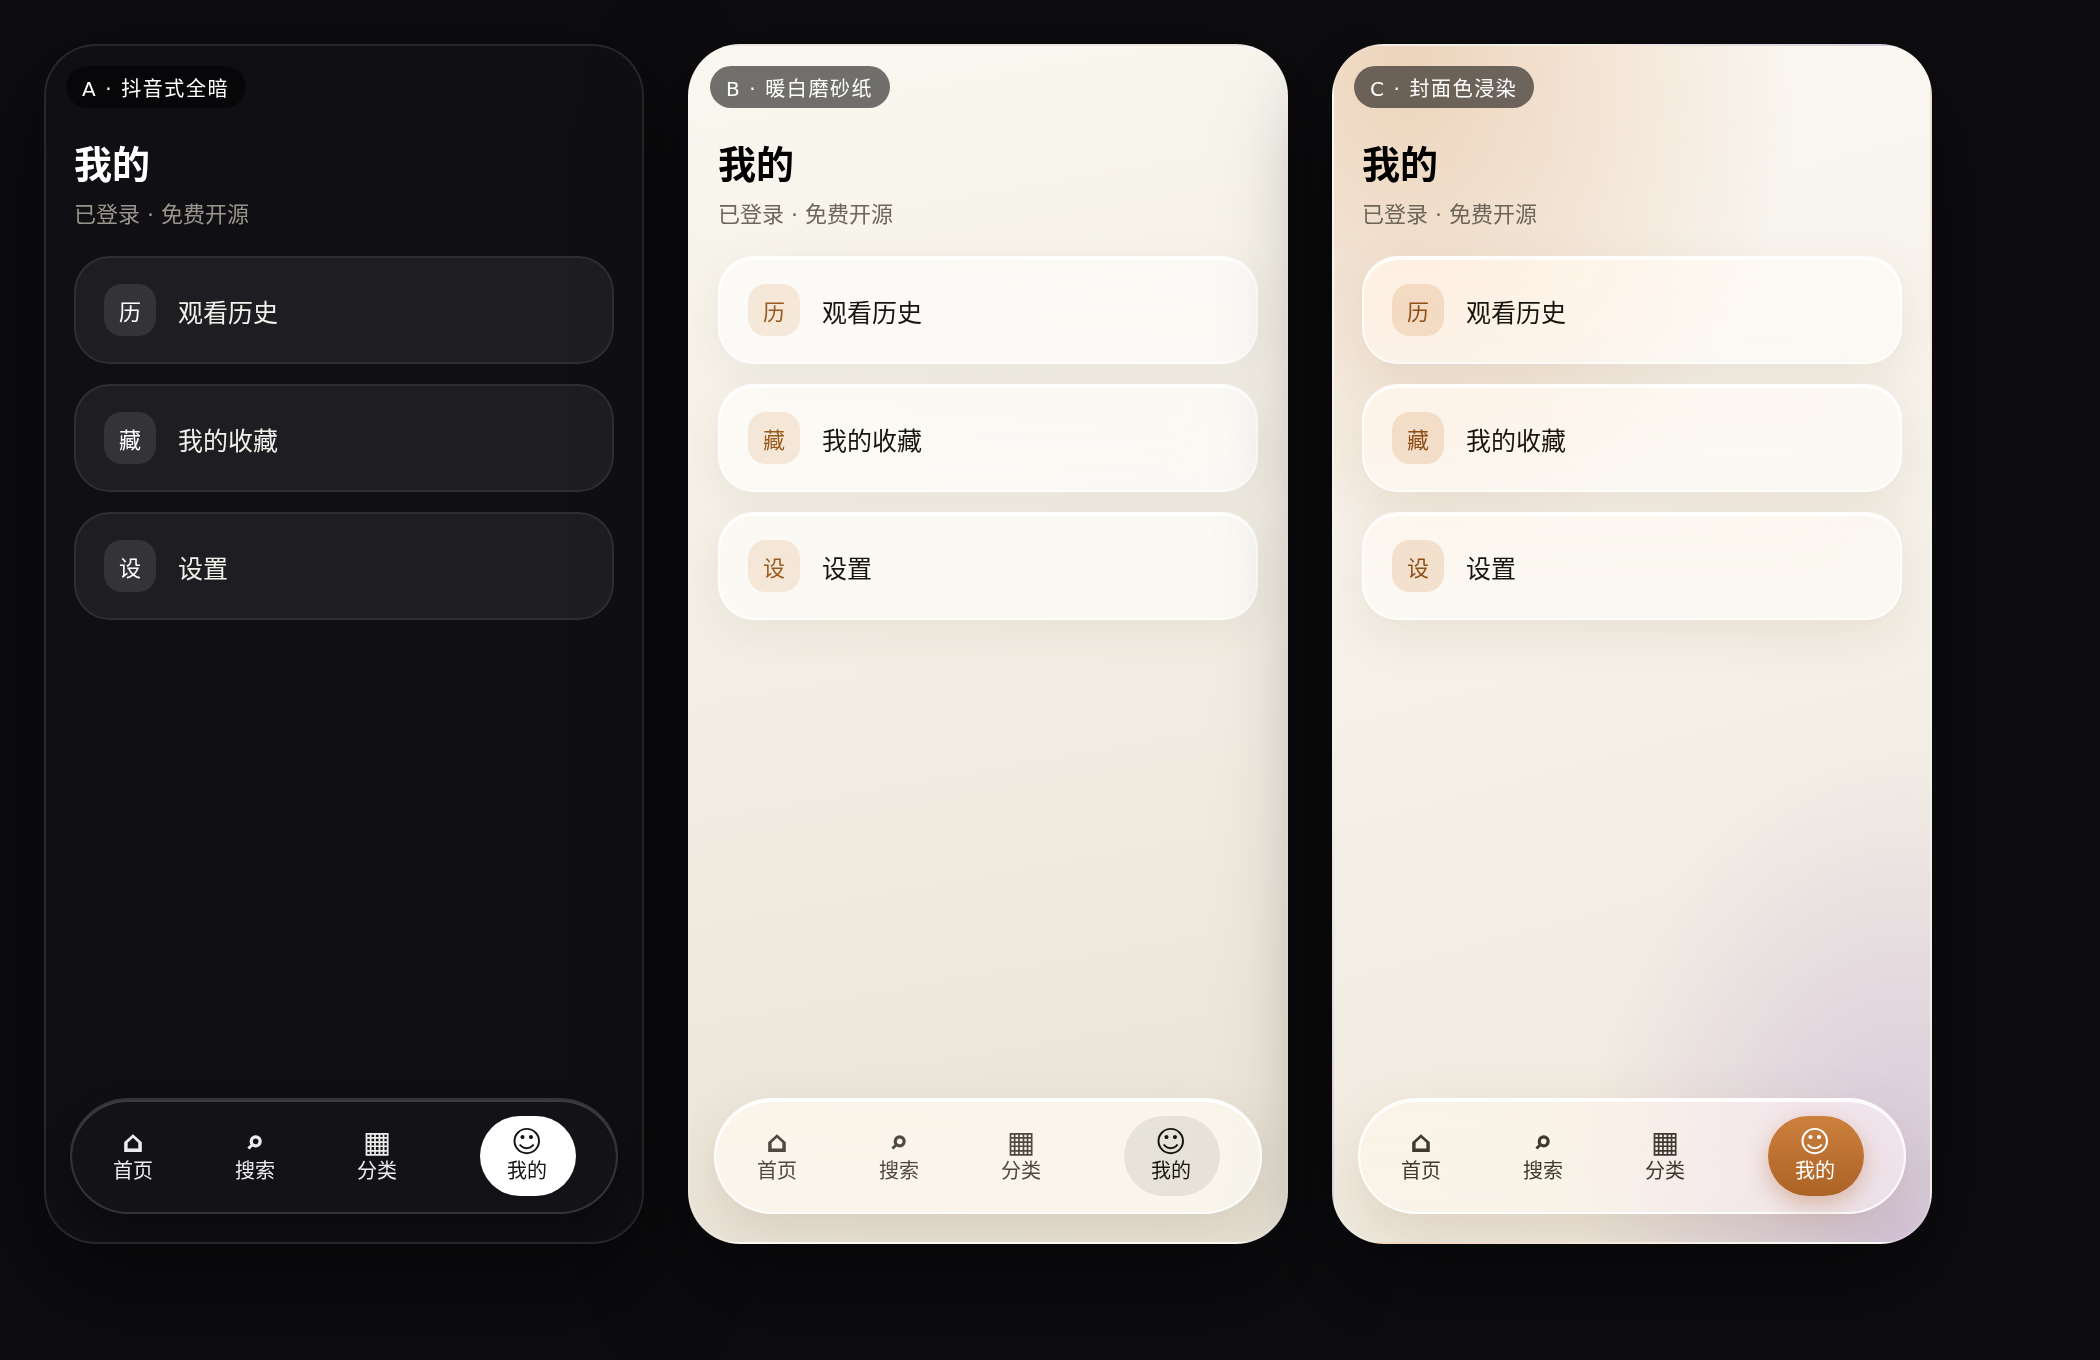 A · 抖音式全暗
我的
已登录 · 免费开源
历 观看历史
藏 我的收藏
设 设置
首页 搜索 分类 我的
B · 暖白磨砂纸
我的
已登录 · 免费开源
历 观看历史
藏 我的收藏
设 设置
首页 搜索 分类 我的
C · 封面色浸染
我的
已登录 · 免费开源
历 观看历史
藏 我的收藏
设 设置
首页 搜索 分类 我的